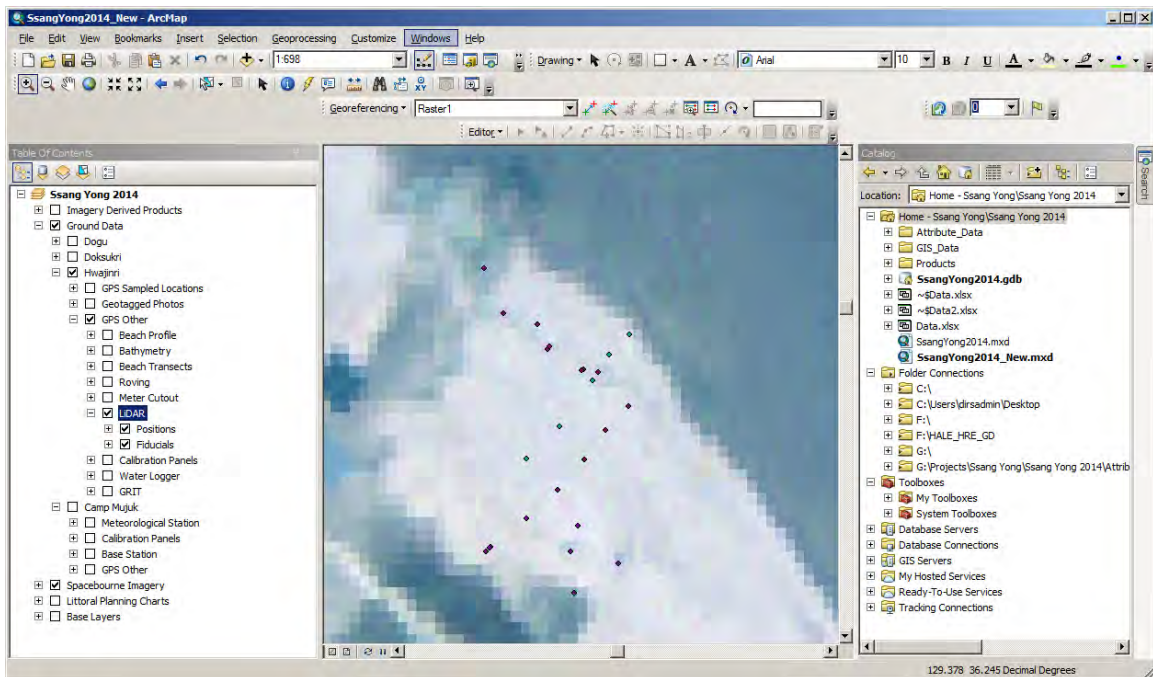 SsangYong2014_New - ArcMap
File Edit View Bookmarks Insert Selection Geoprocessing Customize Windows Help
1:698
Drawing
Arial
10
B I U A
Georeferencing
Raster1
0
Editor
Table Of Contents
Ssang Yong 2014
Imagery Derived Products
Ground Data
Dogu
Doksukri
Hwajinri
GPS Sampled Locations
Geotagged Photos
GPS Other
Beach Profile
Bathymetry
Beach Transects
Roving
Meter Cutout
LiDAR
Positions
Fiducials
Calibration Panels
Water Logger
GRIT
Camp Mujuk
Meteorological Station
Calibration Panels
Base Station
GPS Other
Spacebourne Imagery
Littoral Planning Charts
Base Layers
Catalog
Location: Home - Ssang Yong\Ssang Yong 2014
Home - Ssang Yong\Ssang Yong 2014
Attribute_Data
GIS_Data
Products
SsangYong2014.gdb
~$Data.xlsx
~$Data2.xlsx
Data.xlsx
SsangYong2014.mxd
SsangYong2014_New.mxd
Folder Connections
C:\
C:\Users\dirsadmin\Desktop
F:\
F:\HALE_HRE_GD
G:\
G:\Projects\Ssang Yong\Ssang Yong 2014\Attrib
Toolboxes
My Toolboxes
System Toolboxes
Database Servers
Database Connections
GIS Servers
My Hosted Services
Ready-To-Use Services
Tracking Connections
Search
129.378 36.245 Decimal Degrees